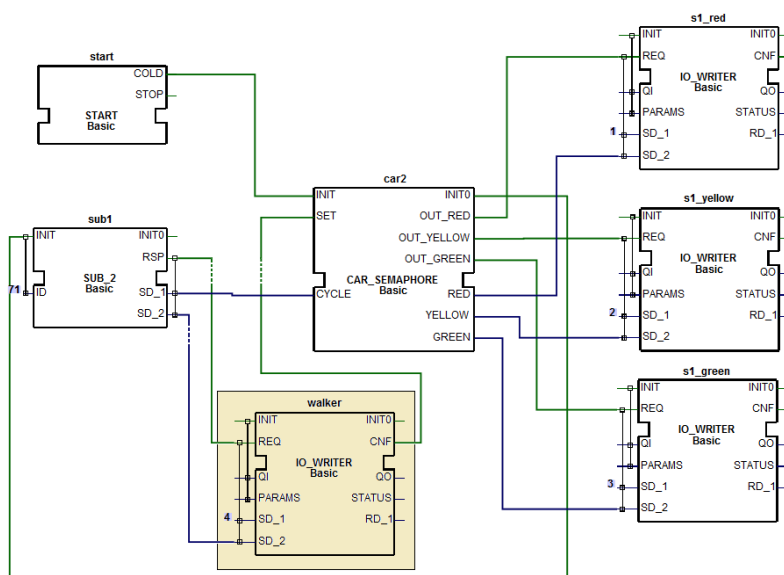 start
COLD
STOP
START
Basic
sub1
INIT
INIT0
RSP
SUB_2
Basic
71
ID
SD_1
SD_2
car2
INIT
INIT0
SET
OUT_RED
OUT_YELLOW
OUT_GREEN
CAR_SEMAPHORE
Basic
CYCLE
RED
YELLOW
GREEN
walker
INIT
INIT0
REQ
CNF
IO_WRITER
Basic
QI
QO
PARAMS
STATUS
4
SD_1
RD_1
SD_2
s1_red
INIT
INIT0
REQ
CNF
IO_WRITER
Basic
QI
QO
PARAMS
STATUS
1
SD_1
RD_1
SD_2
s1_yellow
INIT
INIT0
REQ
CNF
IO_WRITER
Basic
QI
QO
PARAMS
STATUS
2
SD_1
RD_1
SD_2
s1_green
INIT
INIT0
REQ
CNF
IO_WRITER
Basic
QI
QO
PARAMS
STATUS
3
SD_1
RD_1
SD_2